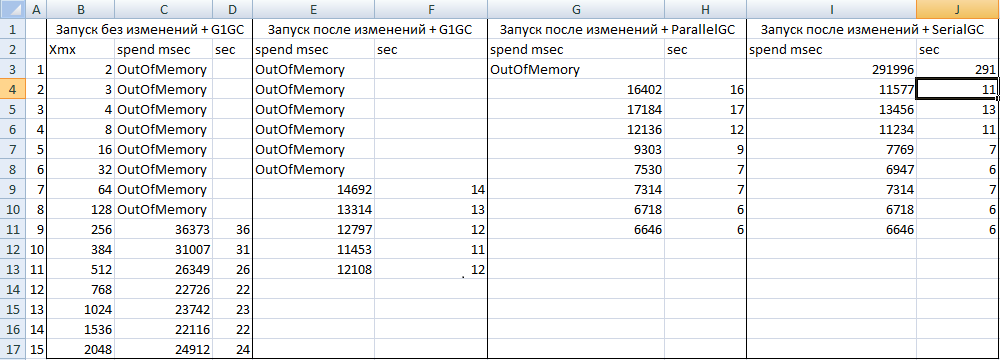 A B C D E F G H I J
1 Запуск без изменений + G1GC Запуск после изменений + G1GC Запуск после изменений + ParallelGC Запуск после изменений + SerialGC
2 Xmx spend msec sec spend msec sec spend msec sec spend msec sec
3 1 2 OutOfMemory OutOfMemory OutOfMemory 291996 291
4 2 3 OutOfMemory OutOfMemory 16402 16 11577 11
5 3 4 OutOfMemory OutOfMemory 17184 17 13456 13
6 4 8 OutOfMemory OutOfMemory 12136 12 11234 11
7 5 16 OutOfMemory OutOfMemory 9303 9 7769 7
8 6 32 OutOfMemory OutOfMemory 7530 7 6947 6
9 7 64 OutOfMemory 14692 14 7314 7 7314 7
10 8 128 OutOfMemory 13314 13 6718 6 6718 6
11 9 256 36373 36 12797 12 6646 6 6646 6
12 10 384 31007 31 11453 11
13 11 512 26349 26 12108 12
14 12 768 22726 22
15 13 1024 23742 23
16 14 1536 22116 22
17 15 2048 24912 24